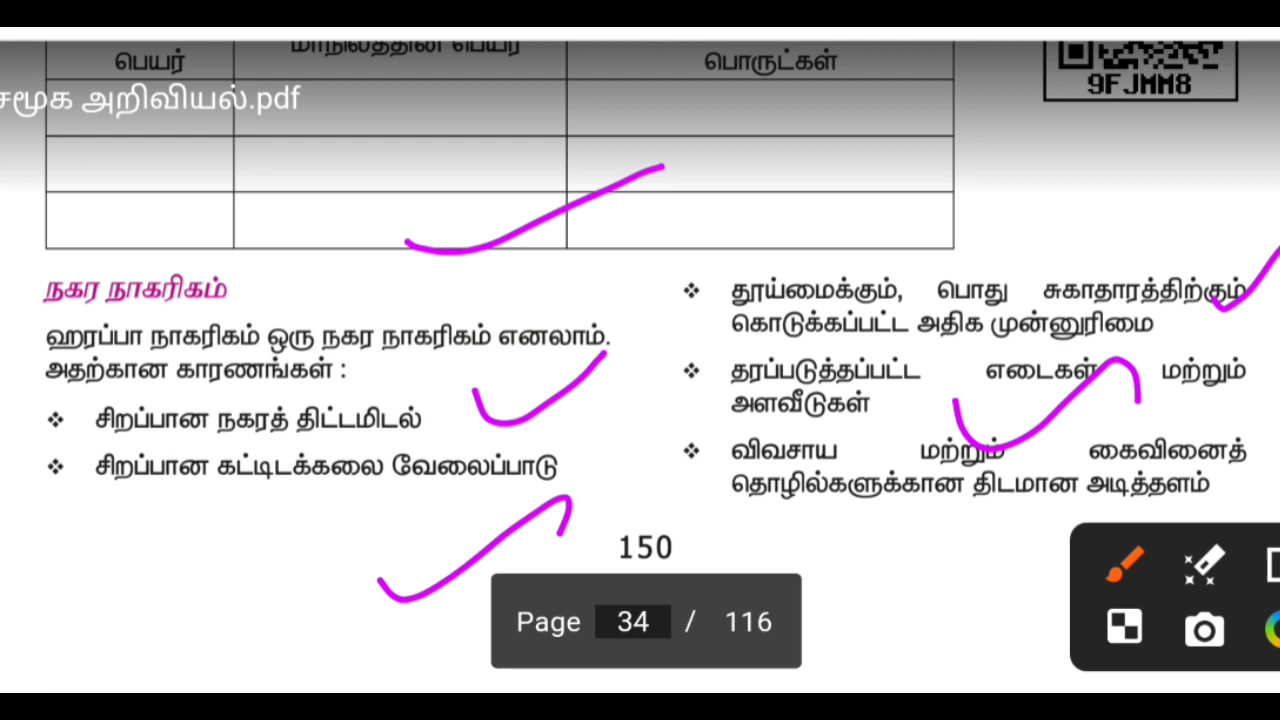 மாநிலத்தின் பெயர்
பெயர்
பொருட்கள்
9FJMM8
சமூக அறிவியல்.pdf
நகர நாகரிகம்
ஹரப்பா நாகரிகம் ஒரு நகர நாகரிகம் எனலாம்.
அதற்கான காரணங்கள் :
❖ சிறப்பான நகரத் திட்டமிடல்
❖ சிறப்பான கட்டிடக்கலை வேலைப்பாடு
❖ தூய்மைக்கும், பொது சுகாதாரத்திற்கும்
கொடுக்கப்பட்ட அதிக முன்னுரிமை
❖ தரப்படுத்தப்பட்ட எடைகள் மற்றும்
அளவீடுகள்
❖ விவசாய மற்றும் கைவினைத்
தொழில்களுக்கான திடமான அடித்தளம்
150
Page 34 / 116